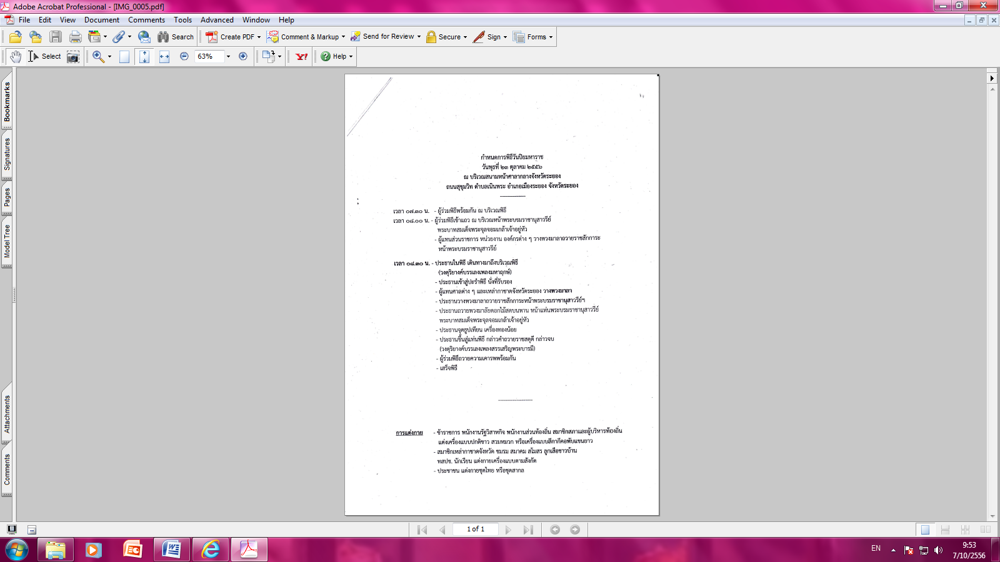 Adobe Acrobat Professional - [IMG_0005.pdf]
File Edit View Document Comments Tools Advanced Window Help
Search Create PDF Comment & Markup Send for Review Secure Sign Forms
Select 63% Y! Help
Bookmarks
Signatures
Pages
Model Tree
Attachments
Comments
กำหนดการพิธีวันปิยมหาราช
วันพุธที่ ๒๓ ตุลาคม ๒๕๕๖
ณ บริเวณสนามหน้าศาลากลางจังหวัดระยอง
ถนนสุขุมวิท ตำบลเนินพระ อำเภอเมืองระยอง จังหวัดระยอง
เวลา ๐๗.๓๐ น. - ผู้ร่วมพิธีพร้อมกัน ณ บริเวณพิธี
เวลา ๐๘.๐๐ น. - ผู้ร่วมพิธีเข้าแถว ณ บริเวณหน้าพระบรมราชานุสาวรีย์
พระบาทสมเด็จพระจุลจอมเกล้าเจ้าอยู่หัว
- ผู้แทนส่วนราชการ หน่วยงาน องค์กรต่าง ๆ วางพวงมาลาถวายราชสักการะ
หน้าพระบรมราชานุสาวรีย์
เวลา ๐๘.๓๐ น. - ประธานในพิธี เดินทางมาถึงบริเวณพิธี
(วงดุริยางค์บรรเลงเพลงมหาฤกษ์)
- ประธานเข้าสู่ปะรำพิธี นั่งที่รับรอง
- ผู้แทนศาลต่าง ๆ และเหล่ากาชาดจังหวัดระยอง วางพวงมาลา
- ประธานวางพวงมาลาถวายราชสักการะหน้าพระบรมราชานุสาวรีย์ฯ
- ประธานถวายพวงมาลัยดอกไม้สดบนพาน หน้าแท่นพระบรมราชานุสาวรีย์
พระบาทสมเด็จพระจุลจอมเกล้าเจ้าอยู่หัว
- ประธานจุดธูปเทียน เครื่องทองน้อย
- ประธานขึ้นสู่แท่นพิธี กล่าวคำถวายราชสดุดี กล่าวจบ
(วงดุริยางค์บรรเลงเพลงสรรเสริญพระบารมี)
- ผู้ร่วมพิธีถวายความเคารพพร้อมกัน
- เสร็จพิธี
การแต่งกาย - ข้าราชการ พนักงานรัฐวิสาหกิจ พนักงานส่วนท้องถิ่น สมาชิกสภาและผู้บริหารท้องถิ่น
แต่งเครื่องแบบปกติขาว สวมหมวก หรือเครื่องแบบสีกากีคอพับแขนยาว
- สมาชิกเหล่ากาชาดจังหวัด ชมรม สมาคม สโมสร ลูกเสือชาวบ้าน
ทสปช. นักเรียน แต่งกายเครื่องแบบตามสังกัด
- ประชาชน แต่งกายชุดไทย หรือชุดสากล
1 of 1
EN
9:53
7/10/2556